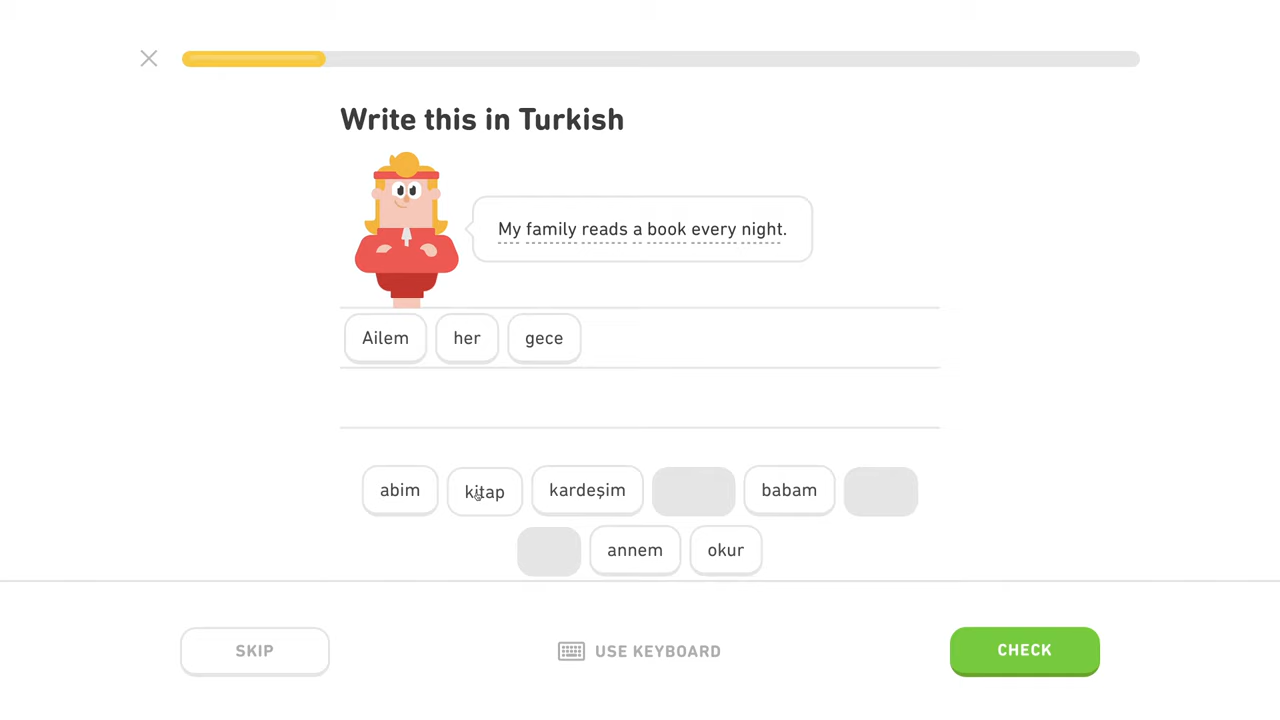 Write this in Turkish
My family reads a book every night.
Ailem her gece
abim kitap kardeşim babam
annem okur
SKIP USE KEYBOARD CHECK